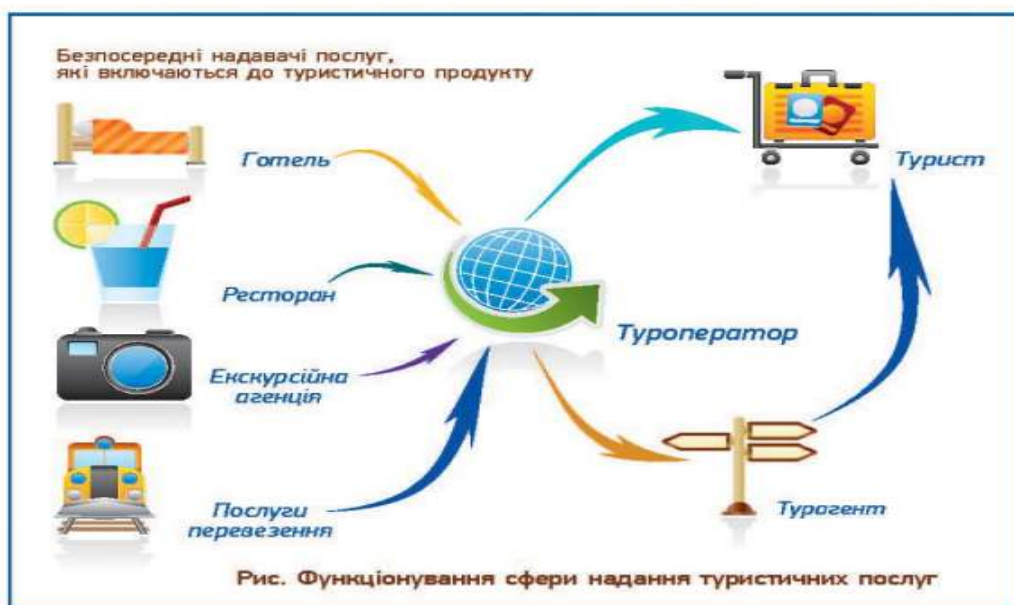 Безпосередні надавачі послуг,
які включаються до туристичного продукту
Готель
Турист
Ресторан
Туроператор
Екскурсійна
агенція
Послуги
перевезення
Турагент
Рис. Функціонування сфери надання туристичних послуг